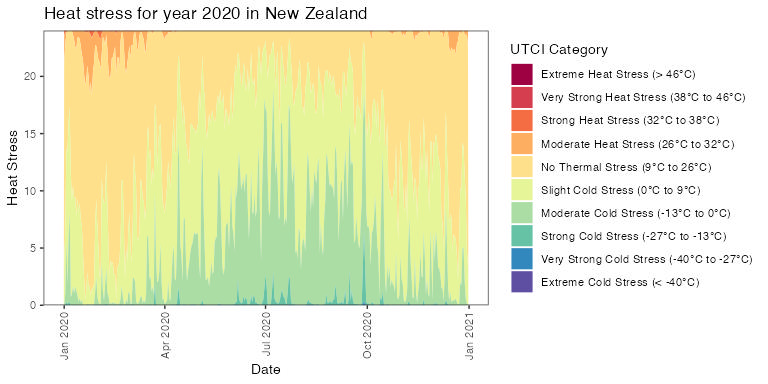 Heat stress for year 2020 in New Zealand
Heat Stress
20
15
10
5
0
Jan 2020
Apr 2020
Jul 2020
Oct 2020
Jan 2021
Date
UTCI Category
Extreme Heat Stress (> 46°C)
Very Strong Heat Stress (38°C to 46°C)
Strong Heat Stress (32°C to 38°C)
Moderate Heat Stress (26°C to 32°C)
No Thermal Stress (9°C to 26°C)
Slight Cold Stress (0°C to 9°C)
Moderate Cold Stress (-13°C to 0°C)
Strong Cold Stress (-27°C to -13°C)
Very Strong Cold Stress (-40°C to -27°C)
Extreme Cold Stress (< -40°C)